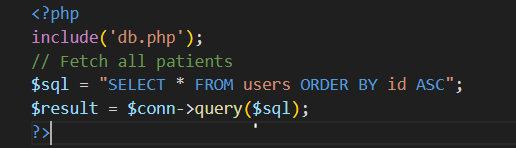 <?php
include('db.php');
// Fetch all patients
$sql = "SELECT * FROM users ORDER BY id ASC";
$result = $conn->query($sql);
?>